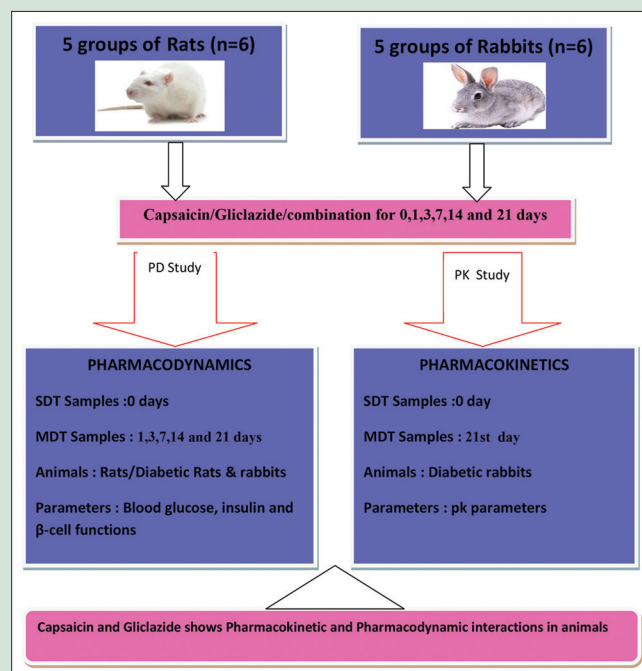 5 groups of Rats (n=6)
5 groups of Rabbits (n=6)
Capsaicin/Gliclazide/combination for 0,1,3,7,14 and 21 days
PD Study
PK Study
PHARMACODYNAMICS
SDT Samples :0 days
MDT Samples : 1,3,7,14 and 21 days
Animals : Rats/Diabetic Rats & rabbits
Parameters : Blood glucose, insulin and
β-cell functions
PHARMACOKINETICS
SDT Samples :0 day
MDT Samples : 21st day
Animals : Diabetic rabbits
Parameters : pk parameters
Capsaicin and Gliclazide shows Pharmacokinetic and Pharmacodynamic interactions in animals